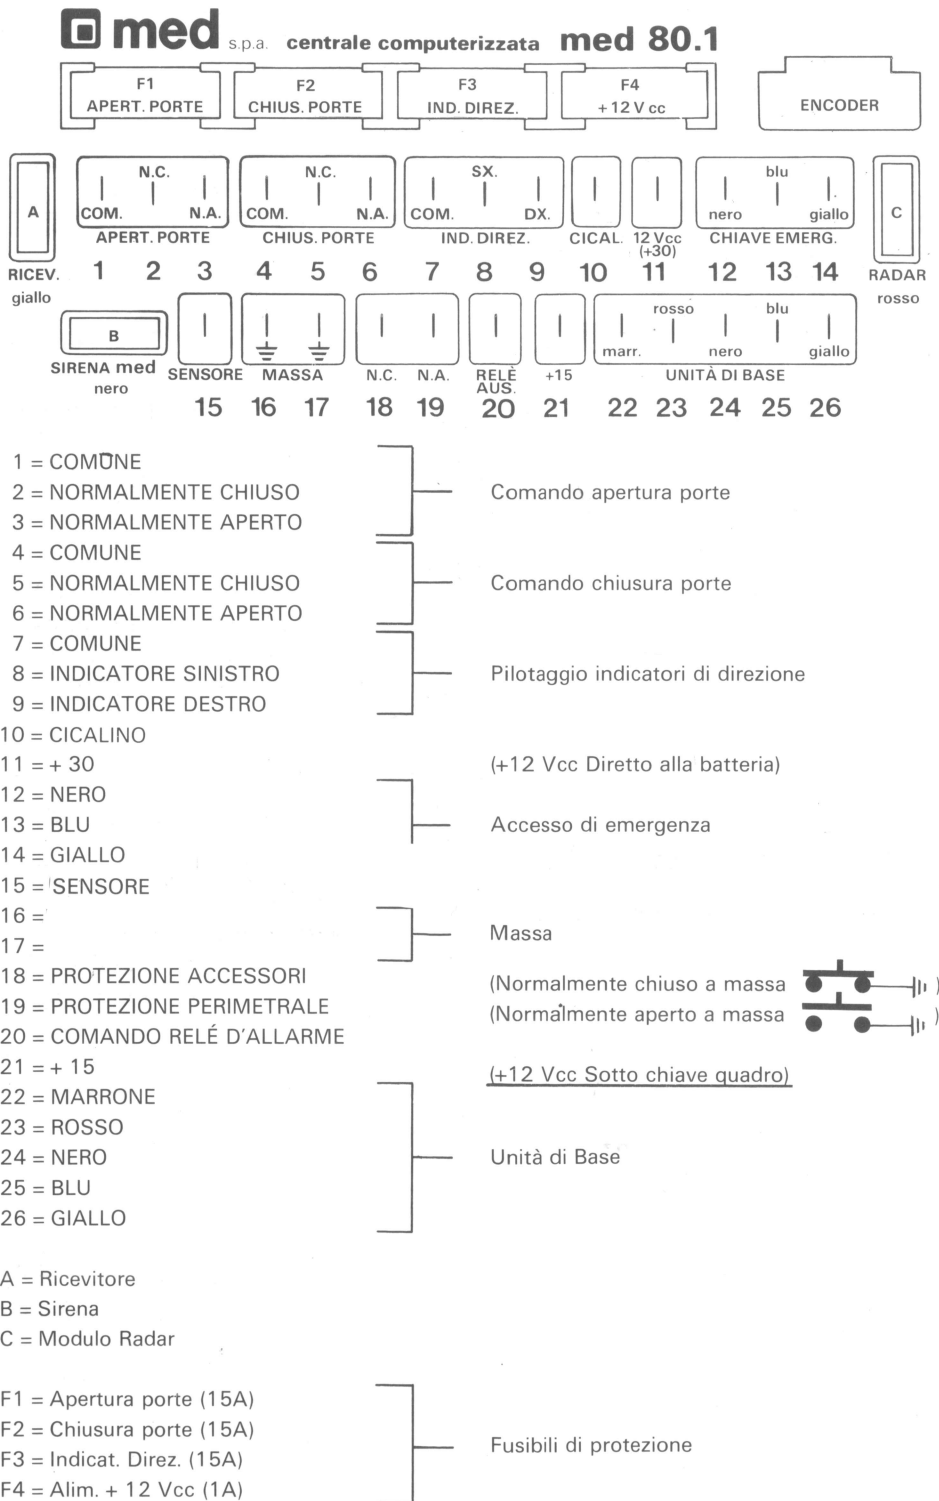 med s.p.a. centrale computerizzata med 80.1
F1 F2 F3 F4
APERT. PORTE CHIUS. PORTE IND. DIREZ. +12 V cc ENCODER
N.C. N.C. SX. blu
A COM. N.A. COM. N.A. COM. DX. nero giallo C
APERT. PORTE CHIUS. PORTE IND. DIREZ. CICAL. 12 Vcc CHIAVE EMERG.
(+30)
RICEV. 1 2 3 4 5 6 7 8 9 10 11 12 13 14 RADAR
giallo rosso
B rosso blu
marr. nero giallo
SIRENA med SENSORE MASSA N.C. N.A. RELÈ +15 UNITÀ DI BASE
nero AUS.
15 16 17 18 19 20 21 22 23 24 25 26
1 = COMUNE
2 = NORMALMENTE CHIUSO Comando apertura porte
3 = NORMALMENTE APERTO
4 = COMUNE
5 = NORMALMENTE CHIUSO Comando chiusura porte
6 = NORMALMENTE APERTO
7 = COMUNE
8 = INDICATORE SINISTRO Pilotaggio indicatori di direzione
9 = INDICATORE DESTRO
10 = CICALINO
11 = + 30 (+12 Vcc Diretto alla batteria)
12 = NERO
13 = BLU Accesso di emergenza
14 = GIALLO
15 = SENSORE
16 =
Massa
17 =
18 = PROTEZIONE ACCESSORI (Normalmente chiuso a massa )
19 = PROTEZIONE PERIMETRALE (Normalmente aperto a massa )
20 = COMANDO RELÉ D'ALLARME
21 = + 15 (+12 Vcc Sotto chiave quadro)
22 = MARRONE
23 = ROSSO
24 = NERO Unità di Base
25 = BLU
26 = GIALLO
A = Ricevitore
B = Sirena
C = Modulo Radar
F1 = Apertura porte (15A)
F2 = Chiusura porte (15A)
F3 = Indicat. Direz. (15A) Fusibili di protezione
F4 = Alim. + 12 Vcc (1A)